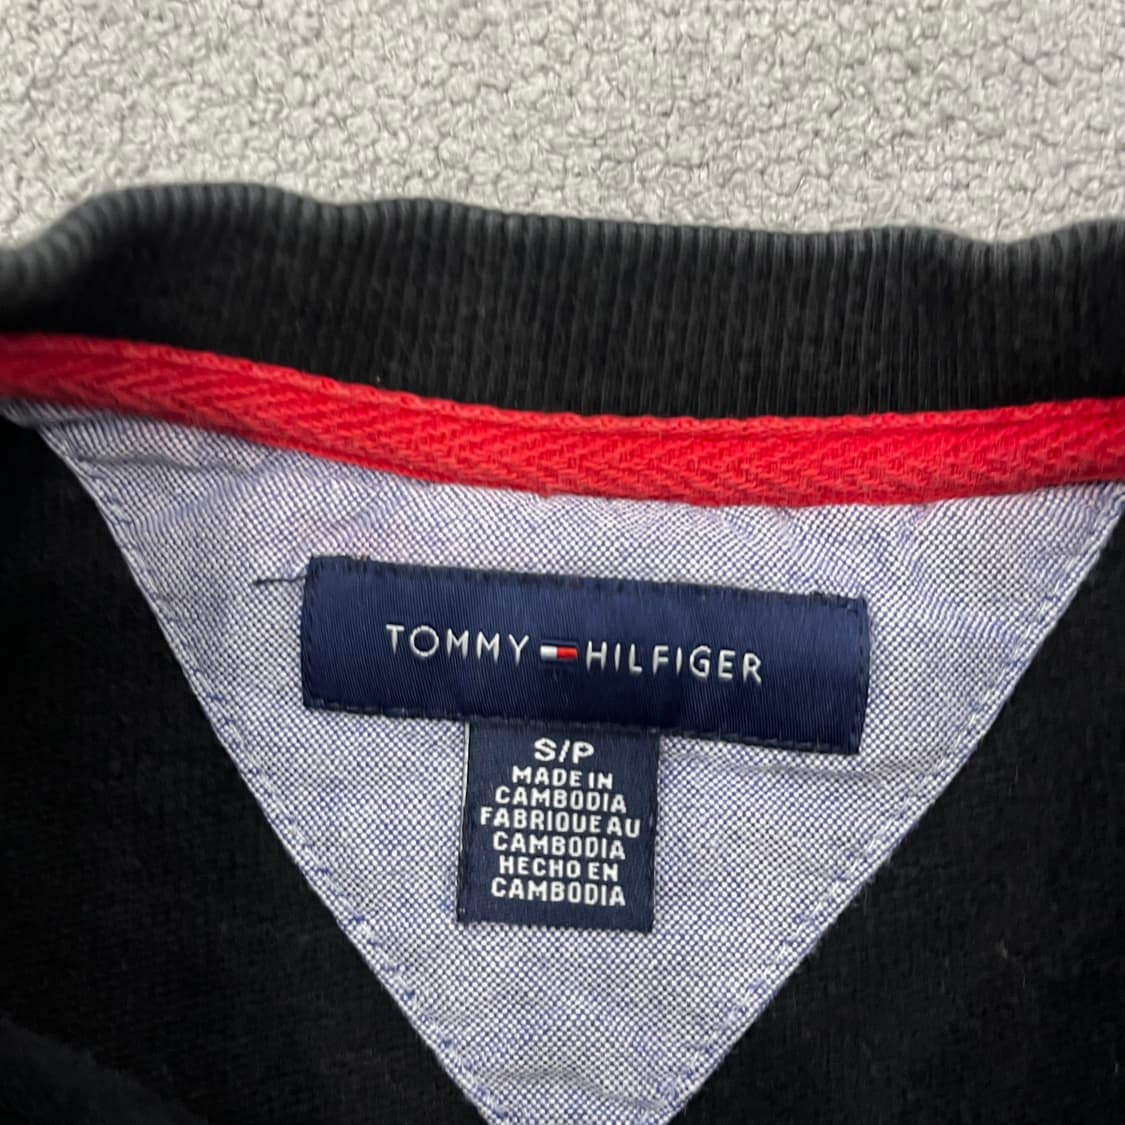 TOMMY HILFIGER
S/P
MADE IN
CAMBODIA
FABRIQUE AU
CAMBODIA
HECHO EN
CAMBODIA